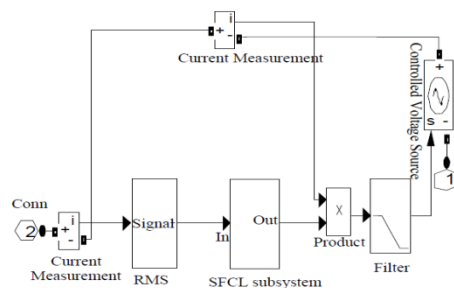 i
+
-
Current Measurement
+
Controlled Voltage Source
s -
1
Conn
2
i
+
-
Current
Measurement
Signal
RMS
In
Out
SFCL subsystem
X
Product
Filter